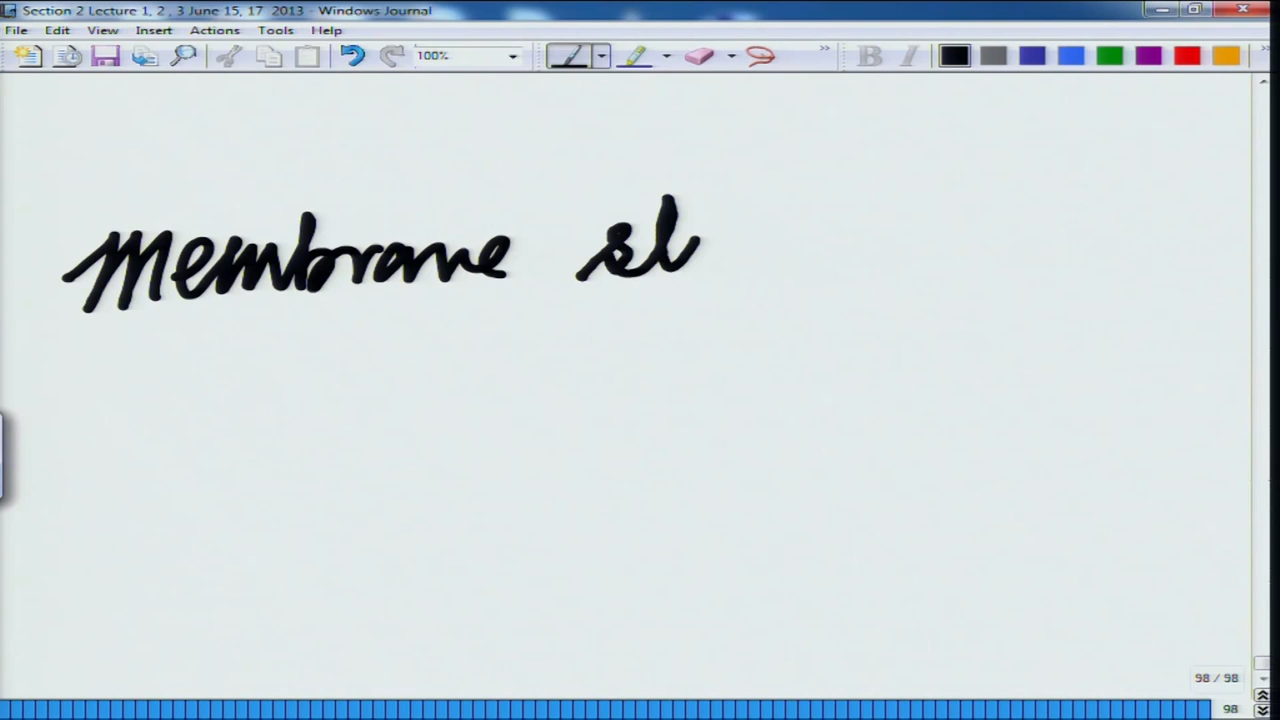 Section 2 Lecture 1, 2 , 3 June 15, 17 2013 - Windows Journal
File Edit View Insert Actions Tools Help
100% B I
Membrane sl
98 / 98
98